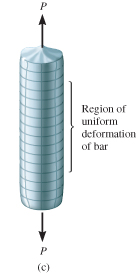 P
Region of
uniform
deformation
of bar
P
(c)